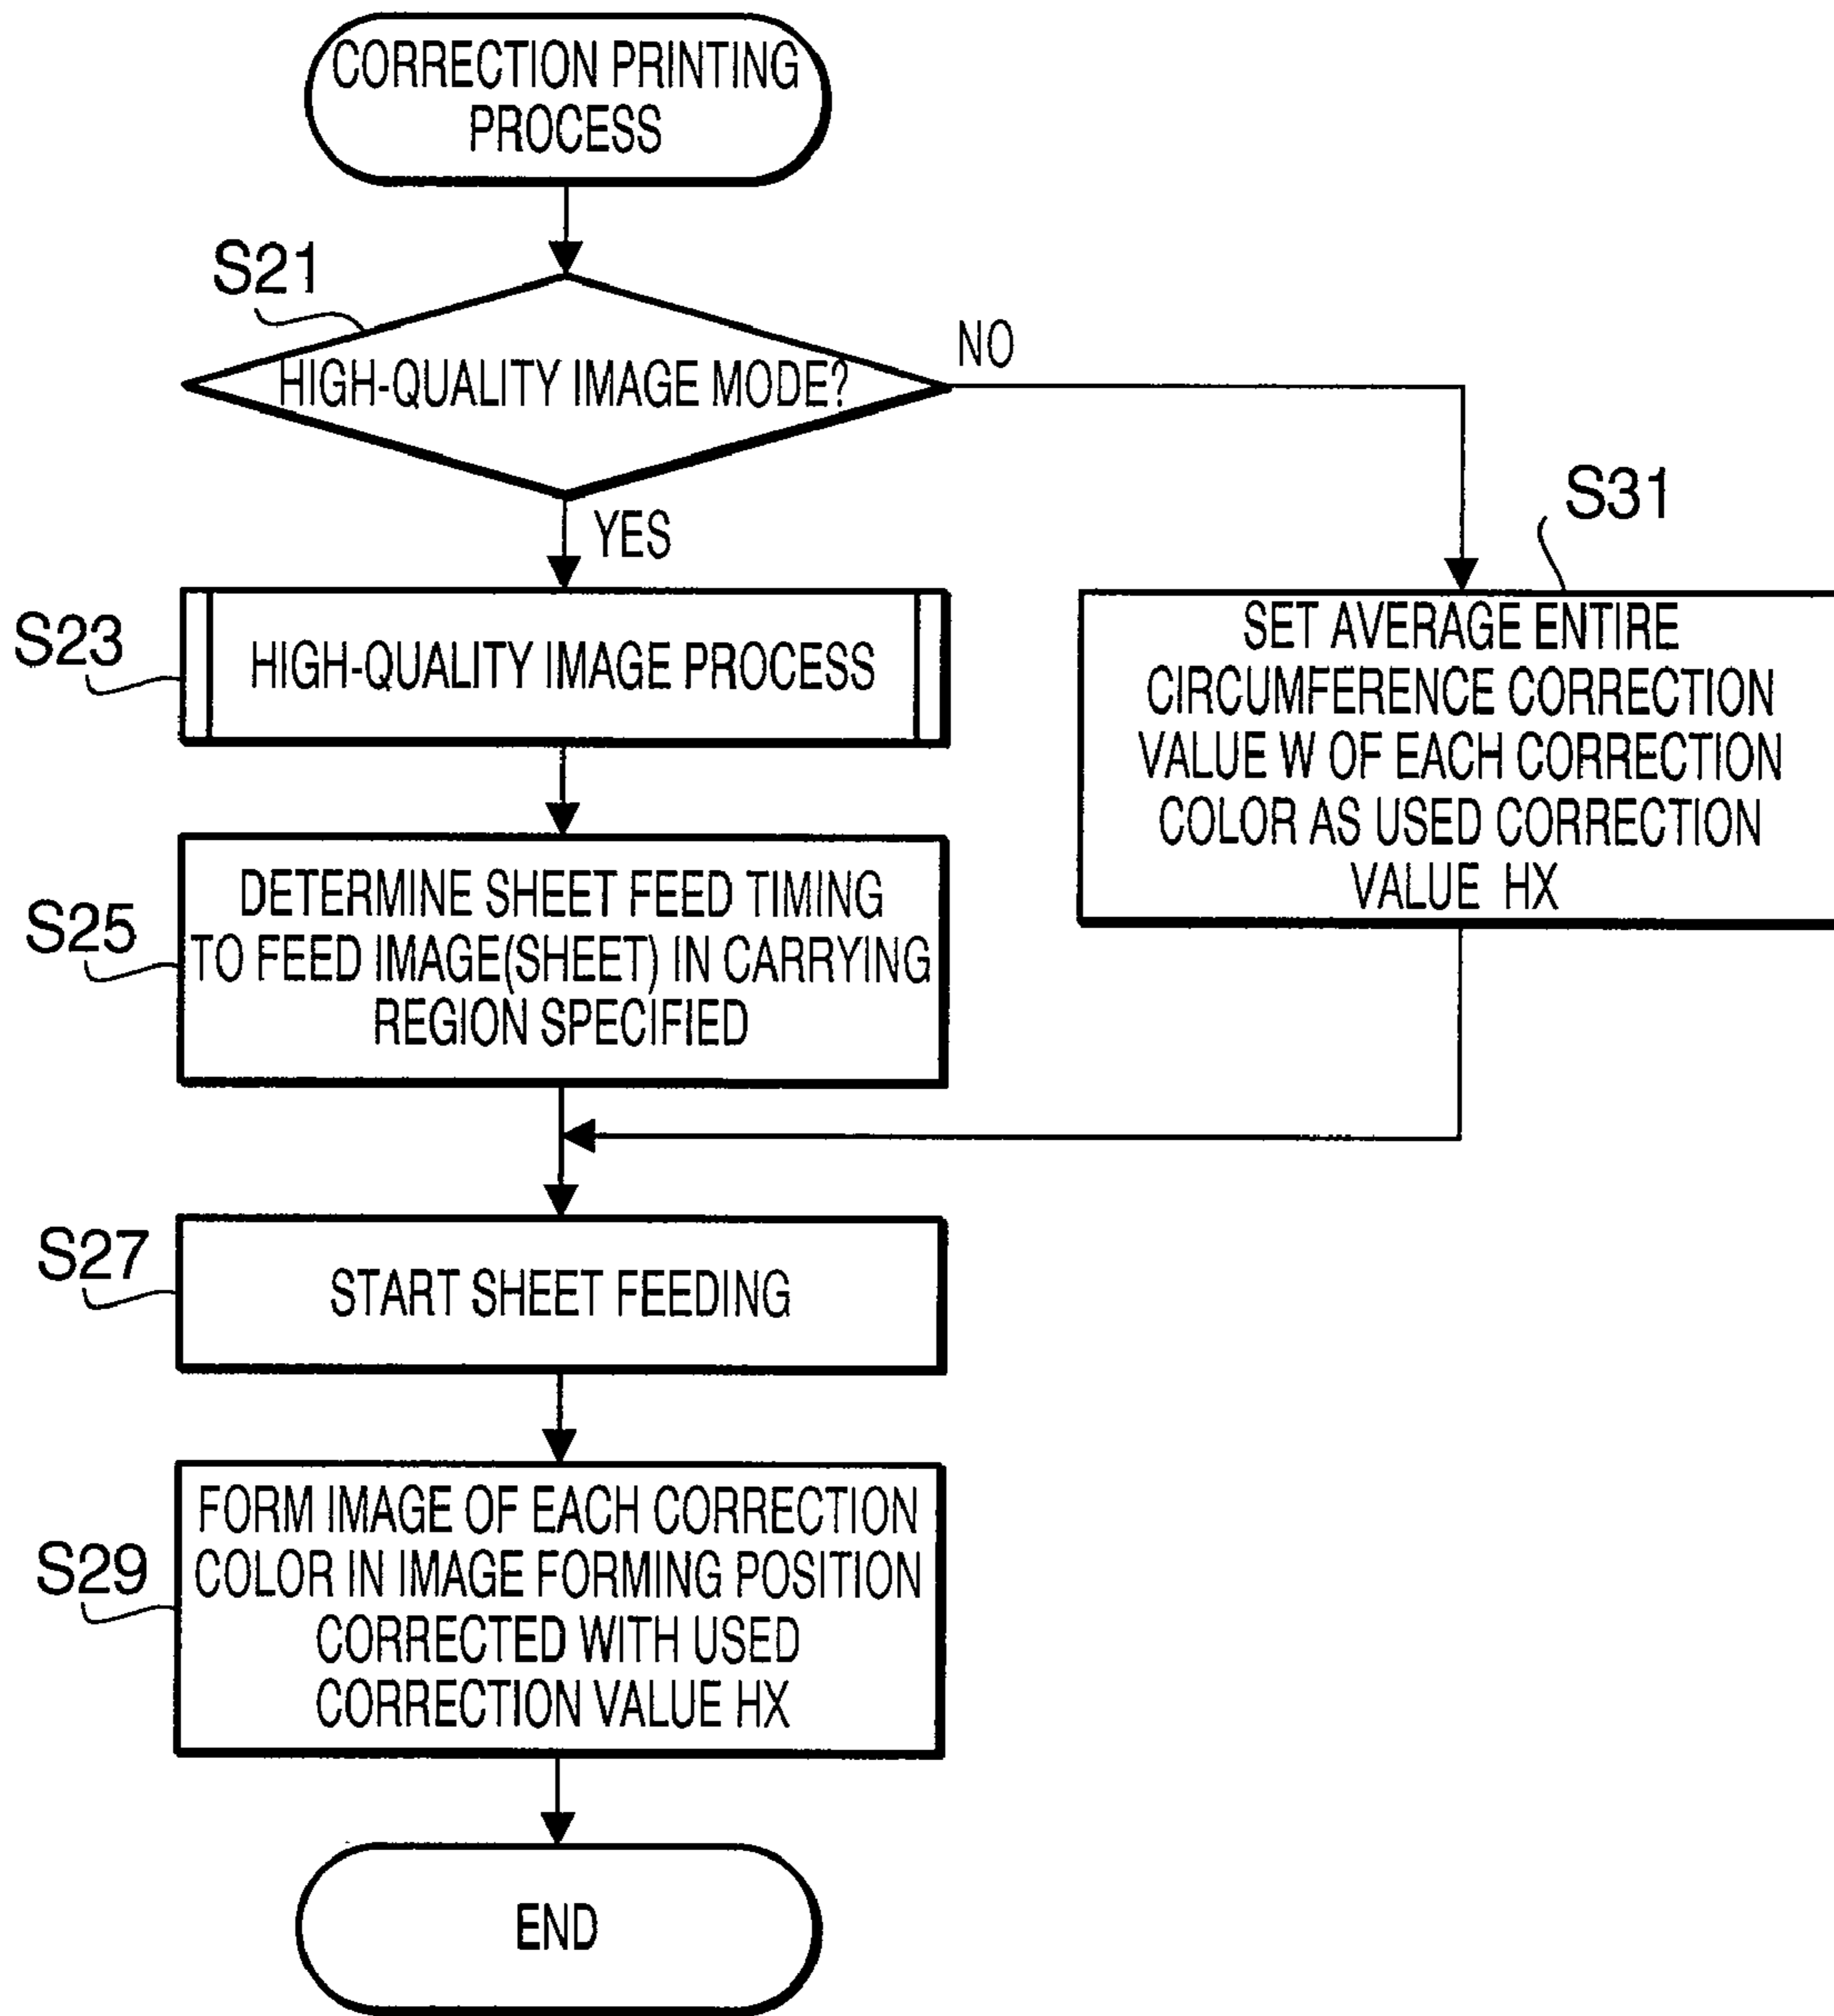 CORRECTION PRINTING
PROCESS
S21
HIGH-QUALITY IMAGE MODE?
NO
YES
S31
SET AVERAGE ENTIRE
CIRCUMFERENCE CORRECTION
VALUE W OF EACH CORRECTION
COLOR AS USED CORRECTION
VALUE HX
S23
HIGH-QUALITY IMAGE PROCESS
S25
DETERMINE SHEET FEED TIMING
TO FEED IMAGE(SHEET) IN CARRYING
REGION SPECIFIED
S27
START SHEET FEEDING
S29
FORM IMAGE OF EACH CORRECTION
COLOR IN IMAGE FORMING POSITION
CORRECTED WITH USED
CORRECTION VALUE HX
END